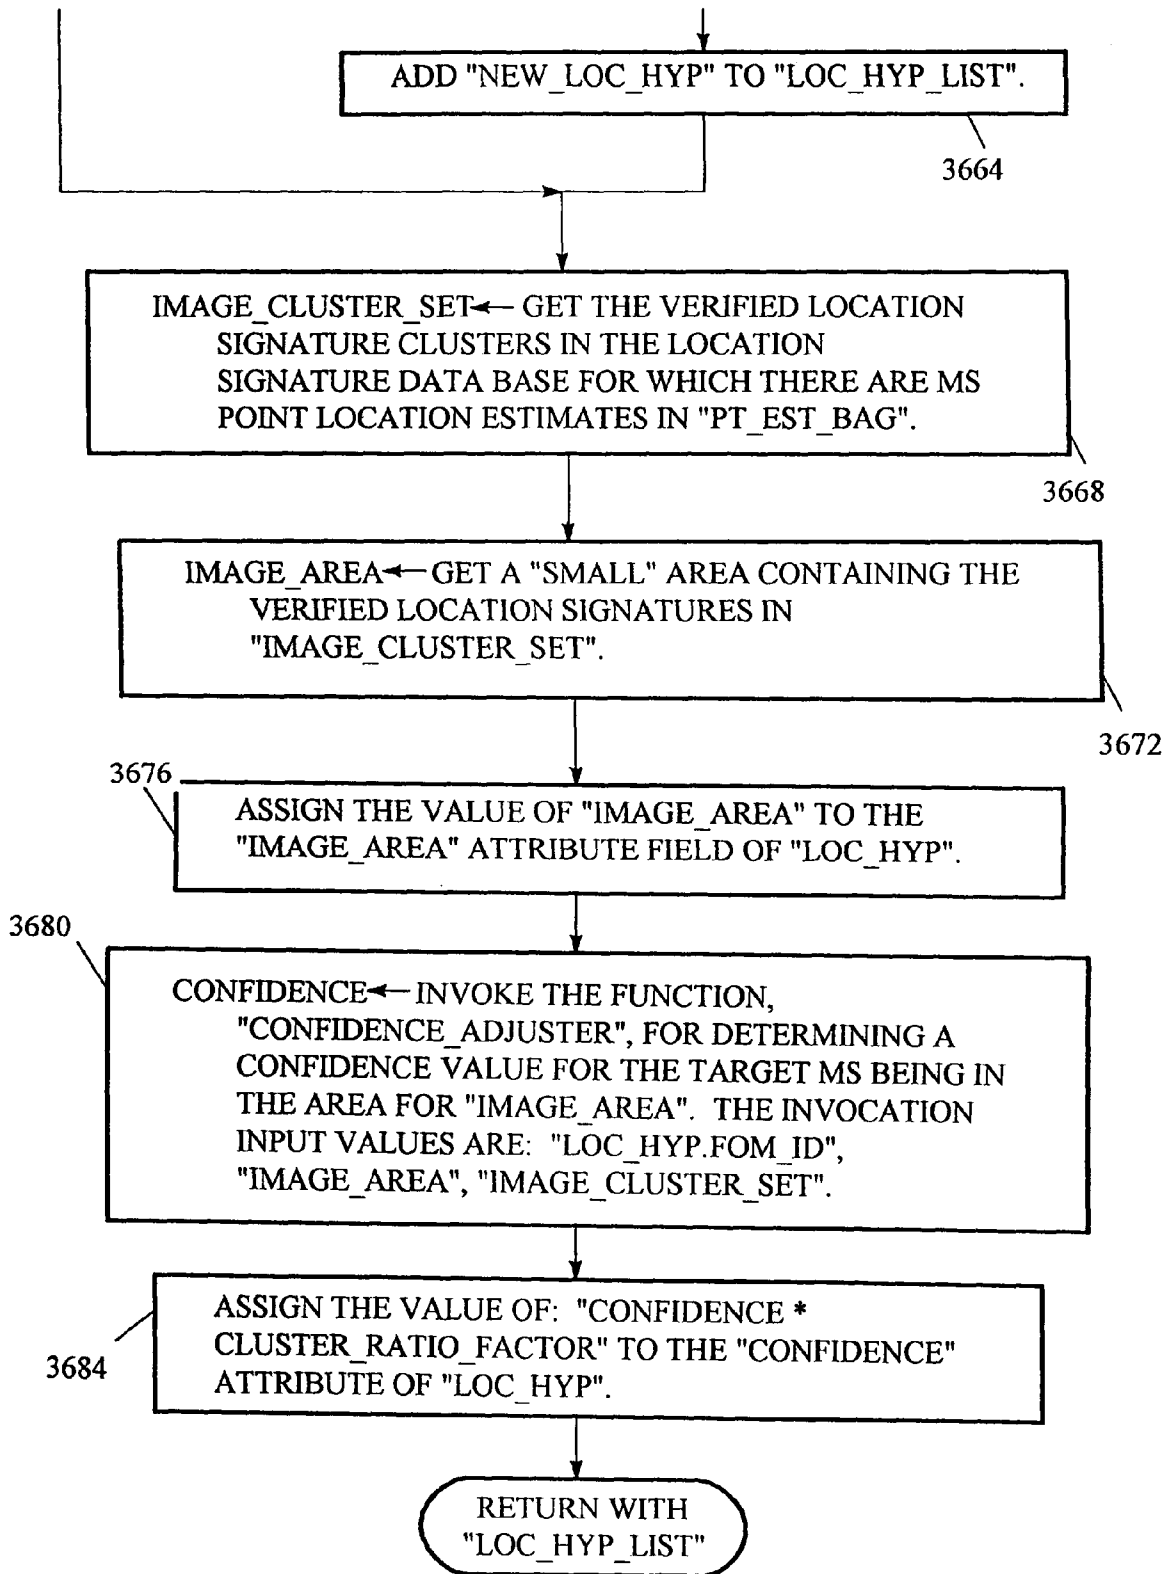 ADD "NEW_LOC_HYP" TO "LOC_HYP_LIST".
3664
IMAGE_CLUSTER_SET← GET THE VERIFIED LOCATION
SIGNATURE CLUSTERS IN THE LOCATION
SIGNATURE DATA BASE FOR WHICH THERE ARE MS
POINT LOCATION ESTIMATES IN "PT_EST_BAG".
3668
IMAGE_AREA← GET A "SMALL" AREA CONTAINING THE
VERIFIED LOCATION SIGNATURES IN
"IMAGE_CLUSTER_SET".
3672
3676
ASSIGN THE VALUE OF "IMAGE_AREA" TO THE
"IMAGE_AREA" ATTRIBUTE FIELD OF "LOC_HYP".
3680
CONFIDENCE← INVOKE THE FUNCTION,
"CONFIDENCE_ADJUSTER", FOR DETERMINING A
CONFIDENCE VALUE FOR THE TARGET MS BEING IN
THE AREA FOR "IMAGE_AREA". THE INVOCATION
INPUT VALUES ARE: "LOC_HYP.FOM_ID",
"IMAGE_AREA", "IMAGE_CLUSTER_SET".
ASSIGN THE VALUE OF: "CONFIDENCE *
CLUSTER_RATIO_FACTOR" TO THE "CONFIDENCE"
ATTRIBUTE OF "LOC_HYP".
3684
RETURN WITH
"LOC_HYP_LIST"